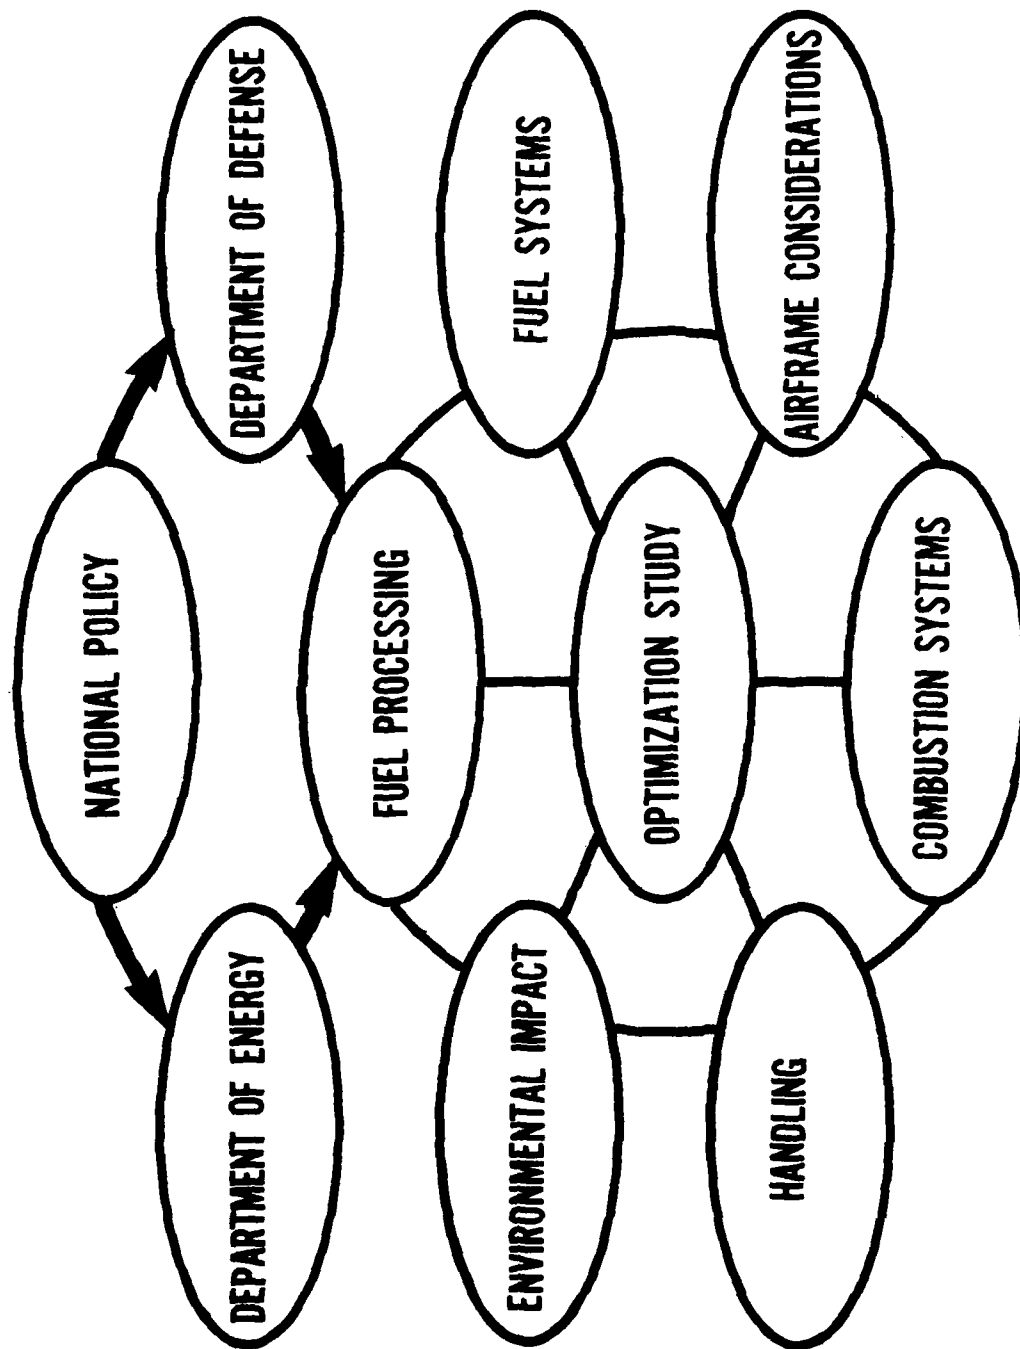 NATIONAL POLICY
DEPARTMENT OF ENERGY
DEPARTMENT OF DEFENSE
FUEL PROCESSING
ENVIRONMENTAL IMPACT
FUEL SYSTEMS
OPTIMIZATION STUDY
HANDLING
AIRFRAME CONSIDERATIONS
COMBUSTION SYSTEMS